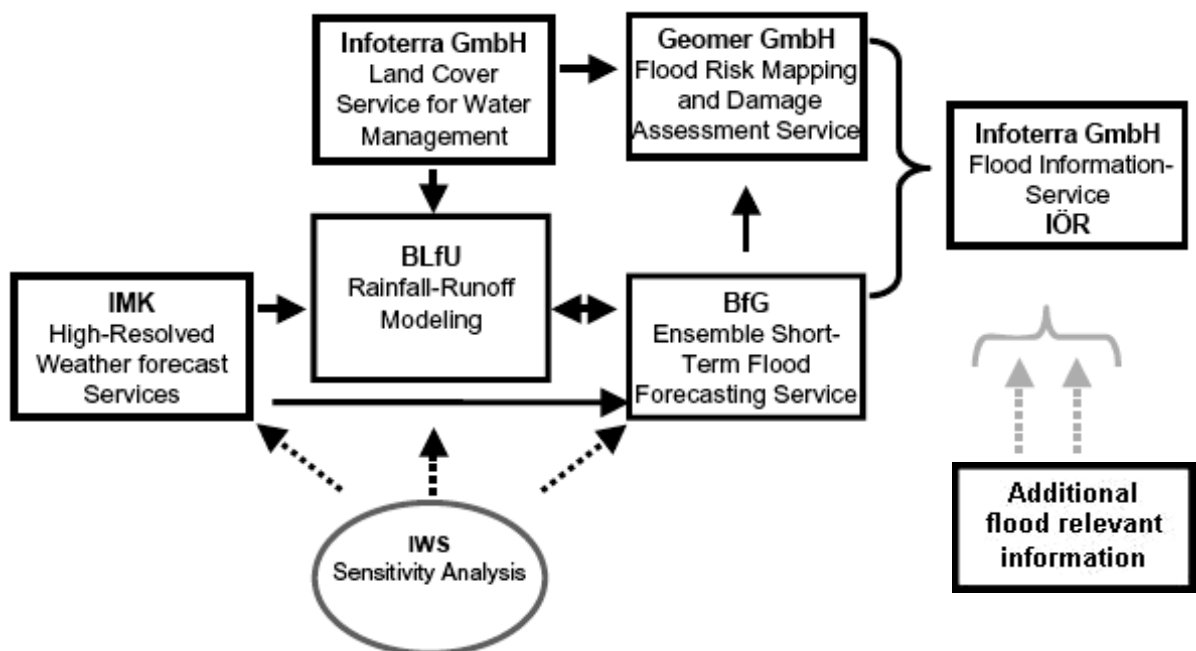 Infoterra GmbH
Land Cover
Service for Water
Management
Geomer GmbH
Flood Risk Mapping
and Damage
Assessment Service
Infoterra GmbH
Flood Information-
Service
IÖR
BLfU
Rainfall-Runoff
Modeling
IMK
High-Resolved
Weather forecast
Services
BfG
Ensemble Short-
Term Flood
Forecasting Service
IWS
Sensitivity Analysis
Additional
flood relevant
information